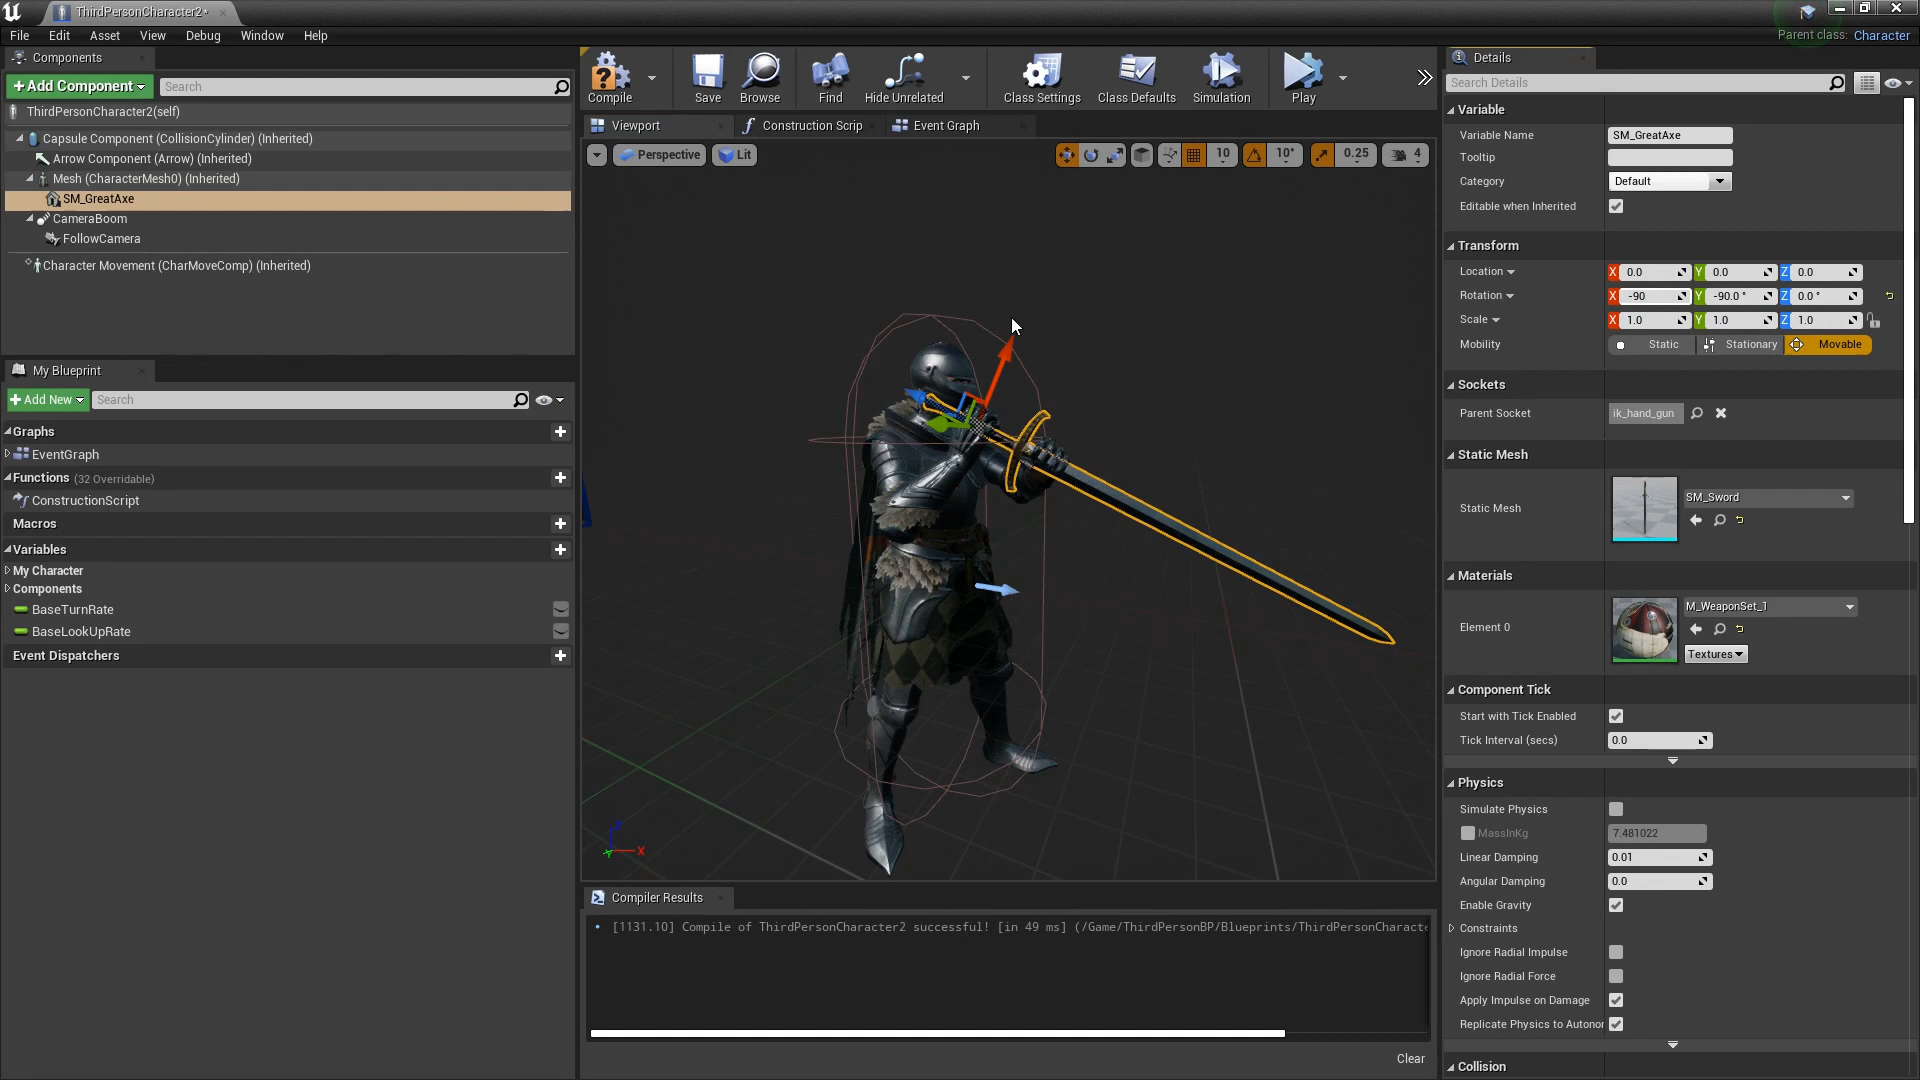 ThirdPersonCharacter2*
File Edit Asset View Debug Window Help
Parent class: Character
Components
+Add Component
Search
ThirdPersonCharacter2(self)
Capsule Component (CollisionCylinder) (Inherited)
Arrow Component (Arrow) (Inherited)
Mesh (CharacterMesh0) (Inherited)
SM_GreatAxe
CameraBoom
FollowCamera
Character Movement (CharMoveComp) (Inherited)
My Blueprint
+Add New
Search
Graphs
EventGraph
Functions (32 Overridable)
ConstructionScript
Macros
Variables
My Character
Components
BaseTurnRate
BaseLookUpRate
Event Dispatchers
Compile
Save
Browse
Find
Hide Unrelated
Class Settings
Class Defaults
Simulation
Play
Viewport
Construction Scrip
Event Graph
Perspective
Lit
10
10°
0.25
4
X
Y
Compiler Results
[1131.10] Compile of ThirdPersonCharacter2 successful! [in 49 ms] (/Game/ThirdPersonBP/Blueprints/ThirdPersonCharacte
Clear
Details
Search Details
Variable
Variable Name SM_GreatAxe
Tooltip
Category Default
Editable when Inherited
Transform
Location X 0.0 Y 0.0 Z 0.0
Rotation X -90 Y -90.0 ° Z 0.0 °
Scale X 1.0 Y 1.0 Z 1.0
Mobility Static Stationary Movable
Sockets
Parent Socket ik_hand_gun
Static Mesh
Static Mesh SM_Sword
Materials
Element 0 M_WeaponSet_1
Textures
Component Tick
Start with Tick Enabled
Tick Interval (secs) 0.0
Physics
Simulate Physics
MassInKg 7.481022
Linear Damping 0.01
Angular Damping 0.0
Enable Gravity
Constraints
Ignore Radial Impulse
Ignore Radial Force
Apply Impulse on Damage
Replicate Physics to Autonor
Collision